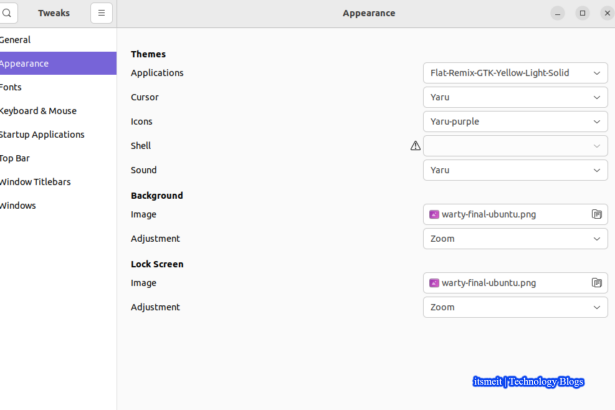 Tweaks
Appearance
General
Appearance
Fonts
Keyboard & Mouse
Startup Applications
Top Bar
Window Titlebars
Windows
Themes
Applications Flat-Remix-GTK-Yellow-Light-Solid
Cursor Yaru
Icons Yaru-purple
Shell
Sound Yaru
Background
Image warty-final-ubuntu.png
Adjustment Zoom
Lock Screen
Image warty-final-ubuntu.png
Adjustment Zoom
itsmeit | Technology Blogs